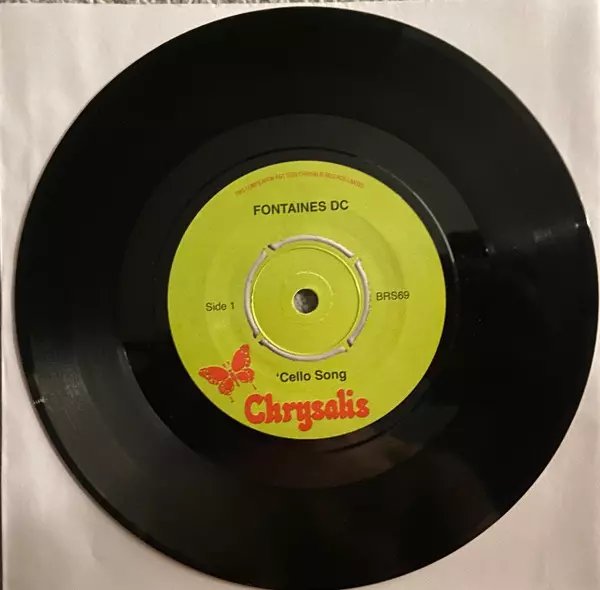 FONTAINES DC
Side 1
BRS69
'Cello Song
Chrysalis